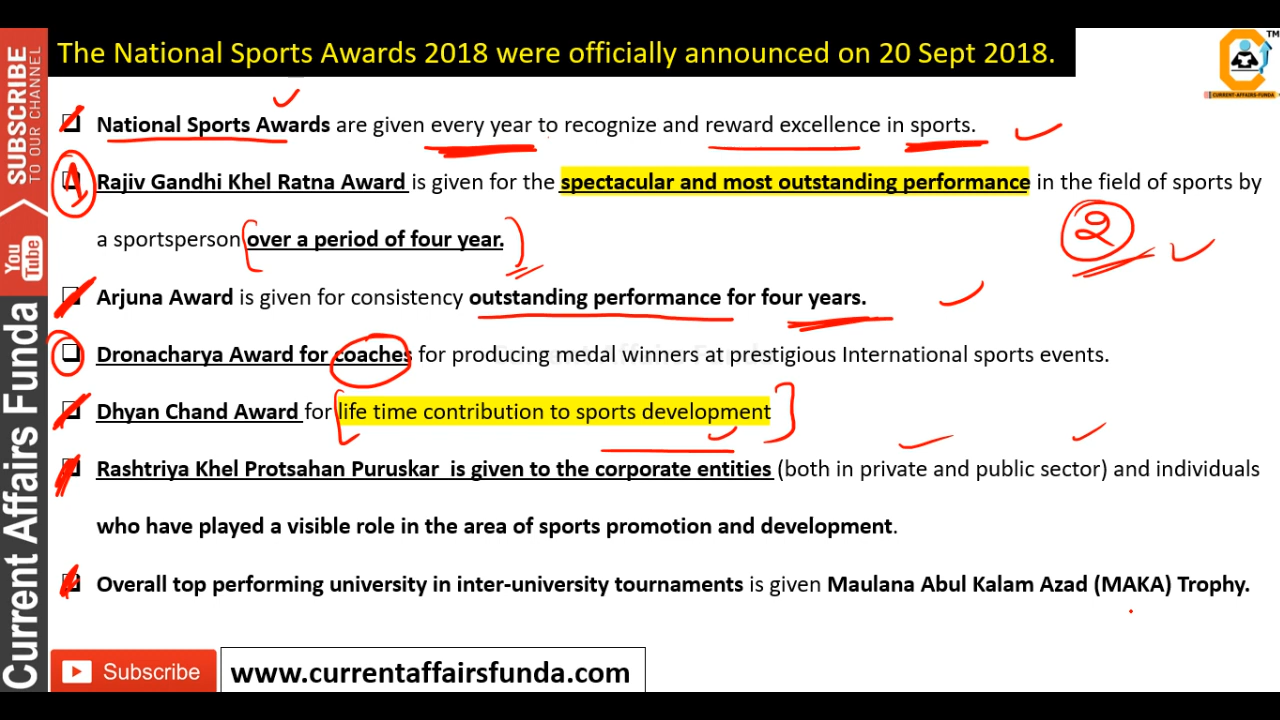 The National Sports Awards 2018 were officially announced on 20 Sept 2018.
TM
CURRENT-AFFAIRS-FUNDA
SUBSCRIBE
TO OUR CHANNEL
You Tube
Current Affairs Funda
National Sports Awards are given every year to recognize and reward excellence in sports.
1
Rajiv Gandhi Khel Ratna Award is given for the spectacular and most outstanding performance in the field of sports by
a sportsperson over a period of four year.
2
Arjuna Award is given for consistency outstanding performance for four years.
Dronacharya Award for coaches for producing medal winners at prestigious International sports events.
Dhyan Chand Award for life time contribution to sports development
Rashtriya Khel Protsahan Puruskar is given to the corporate entities (both in private and public sector) and individuals
who have played a visible role in the area of sports promotion and development.
Overall top performing university in inter-university tournaments is given Maulana Abul Kalam Azad (MAKA) Trophy.
Subscribe
www.currentaffairsfunda.com